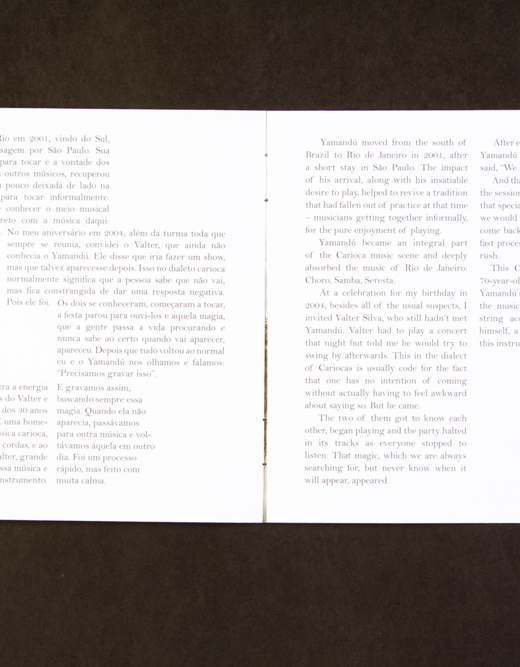 Rio em 2001, vindo do Sul,
sagem por São Paulo. Sua
para tocar e a vontade dos
outros músicos, recuperou
pouco deixada de lado na
para tocar informalmente.
conhecer o meio musical
reto com a música daqui:
No meu aniversário em 2004, além da turma toda que
sempre se reunia, convidei o Valter, que ainda não
conhecia o Yamandú. Ele disse que iria fazer um show,
mas que talvez aparecesse depois. Isso no dialeto carioca
normalmente significa que a pessoa sabe que não vai,
mas fica constrangida de dar uma resposta negativa.
Pois ele foi. Os dois se conheceram, começaram a tocar,
a festa parou para ouvi-los e aquela magia,
que a gente passa a vida procurando e
nunca sabe ao certo quando vai aparecer,
apareceu. Depois que tudo voltou ao normal
eu e o Yamandú nos olhamos e falamos:
"Precisamos gravar isso".
tra a energia
s do Valter e
dos 30 anos
uma home-
sica carioca,
cordas, e ao
alter, grande
ssa música e
nstrumento.
E gravamos assim,
buscando sempre essa
magia. Quando ela não
aparecia, passávamos
para outra música e vol-
távamos àquela em outro
dia. Foi um processo
rápido, mas feito com
muita calma.
Yamandú moved from the south of
Brazil to Rio de Janeiro in 2001, after
a short stay in São Paulo. The impact
of his arrival, along with his insatiable
desire to play, helped to revive a tradition
that had fallen out of practice at that time
– musicians getting together informally,
for the pure enjoyment of playing.
Yamandú became an integral part
of the Carioca music scene and deeply
absorbed the music of Rio de Janeiro:
Choro, Samba, Seresta.
At a celebration for my birthday in
2004, besides all of the usual suspects, I
invited Valter Silva, who still hadn't met
Yamandú. Valter had to play a concert
that night but told me he would try to
swing by afterwards. This in the dialect
of Cariocas is usually code for the fact
that one has no intention of coming
without actually having to feel awkward
about saying so. But he came.
The two of them got to know each
other, began playing and the party halted
in its tracks as everyone stopped to
listen. That magic, which we are always
searching for, but never know when it
will appear, appeared.
After e
Yamandú
said, "We
And tha
the session
that specia
we would
come back
fast proce
rush.
This C
70-year-ol
Yamandú's
the music
string acc
himself, a
this instru